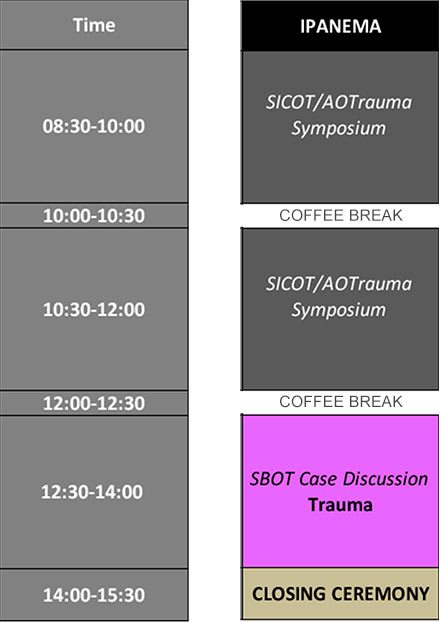 Time
IPANEMA
08:30-10:00
SICOT/AOTrauma
Symposium
10:00-10:30
COFFEE BREAK
10:30-12:00
SICOT/AOTrauma
Symposium
12:00-12:30
COFFEE BREAK
12:30-14:00
SBOT Case Discussion
Trauma
14:00-15:30
CLOSING CEREMONY